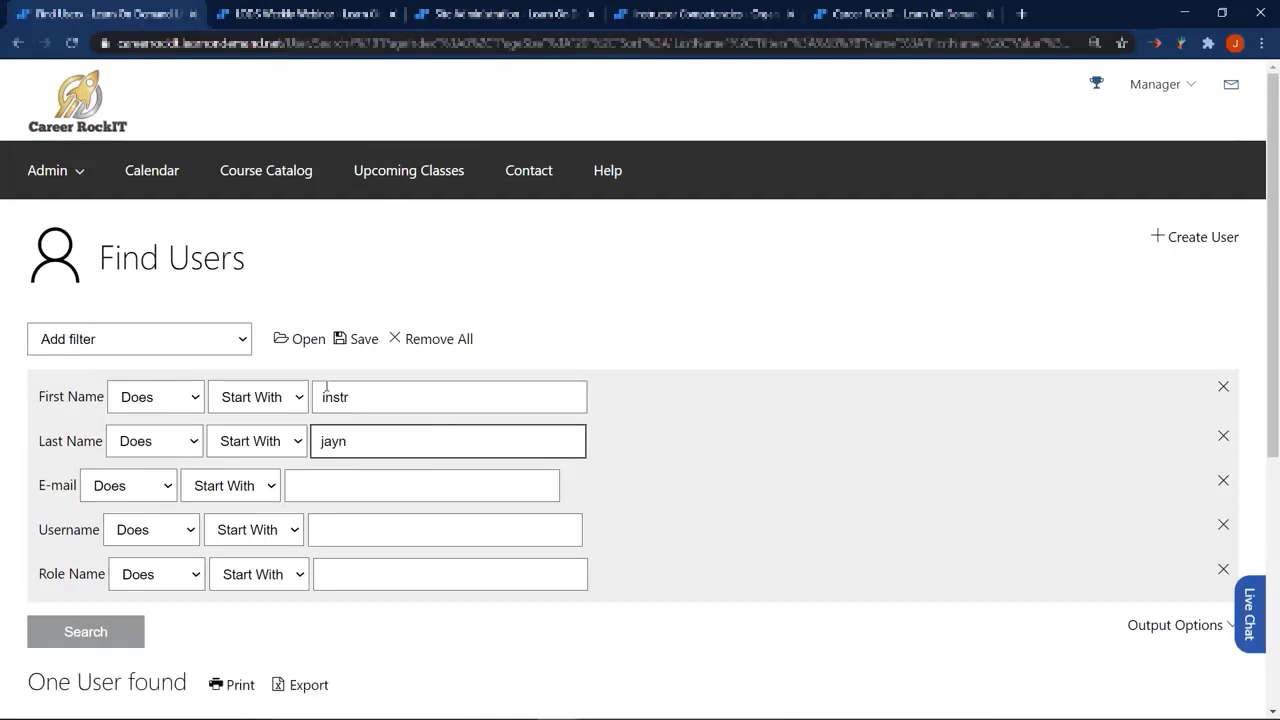 J
Career RockIT
Manager
Admin Calendar Course Catalog Upcoming Classes Contact Help
Find Users
Create User
Add filter Open Save Remove All
First Name Does Start With instr
Last Name Does Start With jayn
E-mail Does Start With
Username Does Start With
Role Name Does Start With
Search
Output Options
Live Chat
One User found Print Export